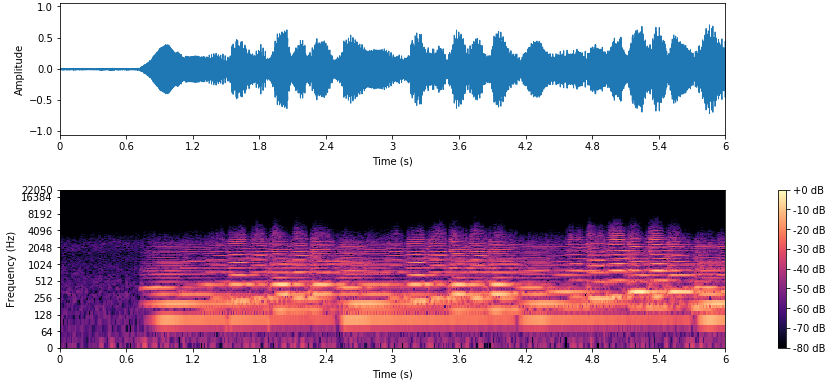 1.0
0.5
0.0
−0.5
−1.0
Amplitude
0 0.6 1.2 1.8 2.4 3 3.6 4.2 4.8 5.4 6
Time (s)
22050
16384
8192
4096
2048
1024
512
256
128
64
0
Frequency (Hz)
0 0.6 1.2 1.8 2.4 3 3.6 4.2 4.8 5.4 6
Time (s)
+0 dB
-10 dB
-20 dB
-30 dB
-40 dB
-50 dB
-60 dB
-70 dB
-80 dB